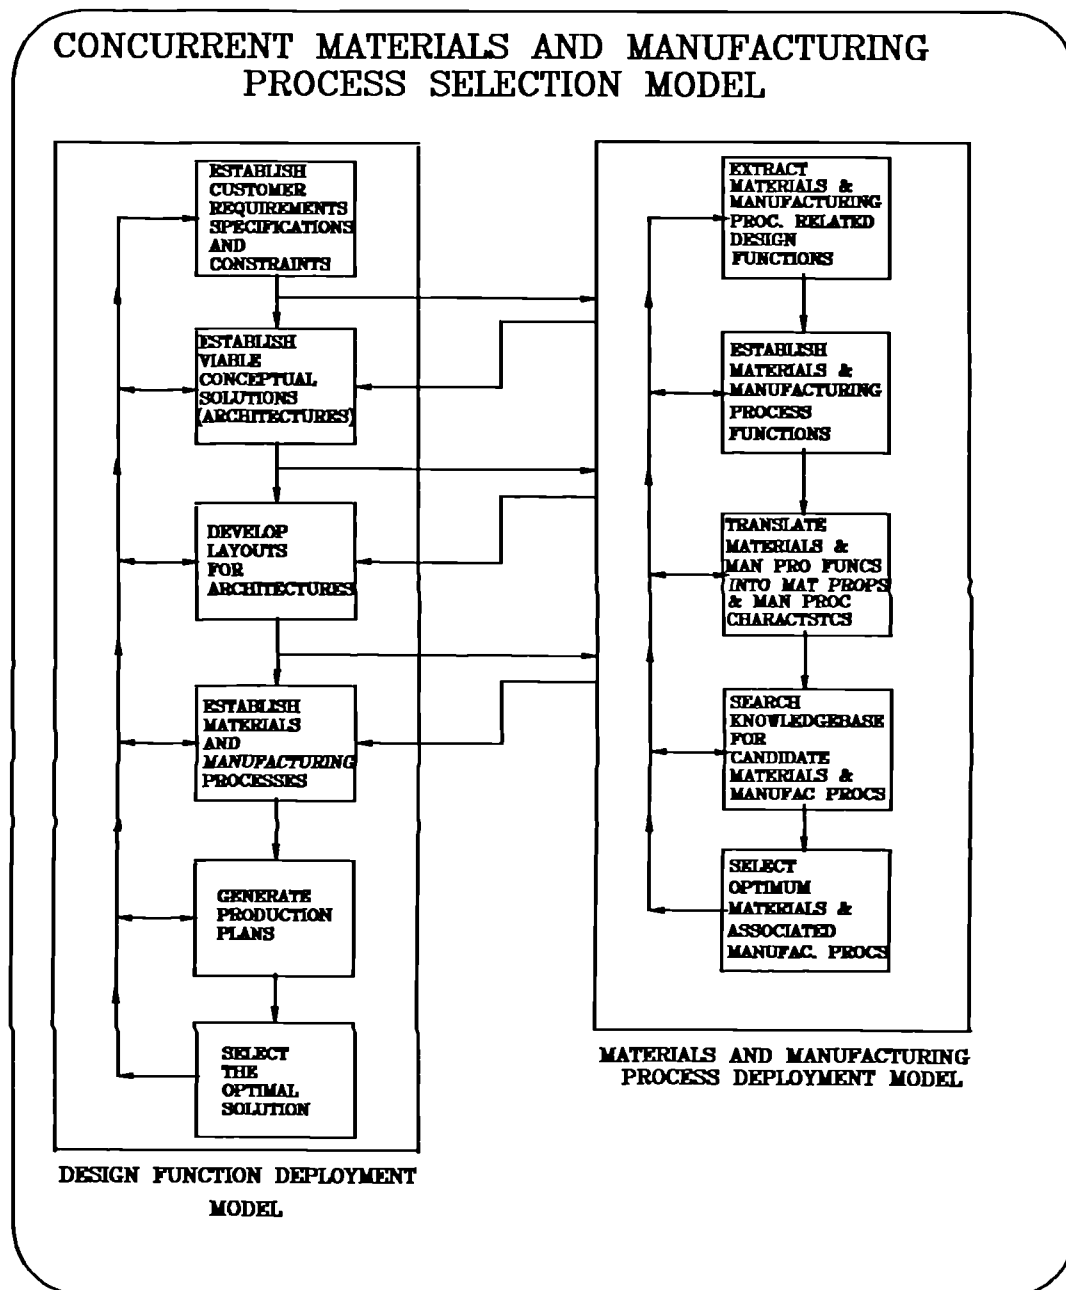 CONCURRENT MATERIALS AND MANUFACTURING
PROCESS SELECTION MODEL
ESTABLISH
CUSTOMER
REQUIREMENTS
SPECIFICATIONS
AND
CONSTRAINTS
ESTABLISH
VIABLE
CONCEPTUAL
SOLUTIONS
(ARCHITECTURES)
DEVELOP
LAYOUTS
FOR
ARCHITECTURES
ESTABLISH
MATERIALS
AND
MANUFACTURING
PROCESSES
GENERATE
PRODUCTION
PLANS
SELECT
THE
OPTIMAL
SOLUTION
DESIGN FUNCTION DEPLOYMENT
MODEL
EXTRACT
MATERIALS &
MANUFACTURING
PROC. RELATED
DESIGN
FUNCTIONS
ESTABLISH
MATERIALS &
MANUFACTURING
PROCESS
FUNCTIONS
TRANSLATE
MATERIALS &
MAN PRO FUNCS
INTO MAT PROPS
& MAN PROC
CHARACTSTCS
SEARCH
KNOWLEDGEBASE
FOR
CANDIDATE
MATERIALS &
MANUFAC PROCS
SELECT
OPTIMUM
MATERIALS &
ASSOCIATED
MANUFAC. PROCS
MATERIALS AND MANUFACTURING
PROCESS DEPLOYMENT MODEL